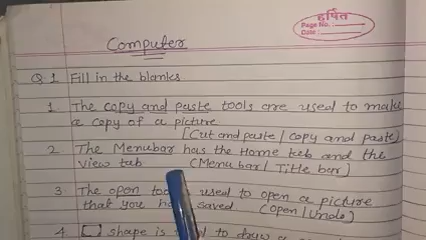 हर्षित
Page No. :
Date :
Computer
Q 1 Fill in the blanks
1. The copy and paste tools are used to make
a copy of a picture
[Cut and paste / copy and paste)
2 The Menubar has the Home teb and the
view tab (Menu bar / Title bar]
3 The opon used to open a picture
that you saved (open / Undo]
4 shape is to draw a